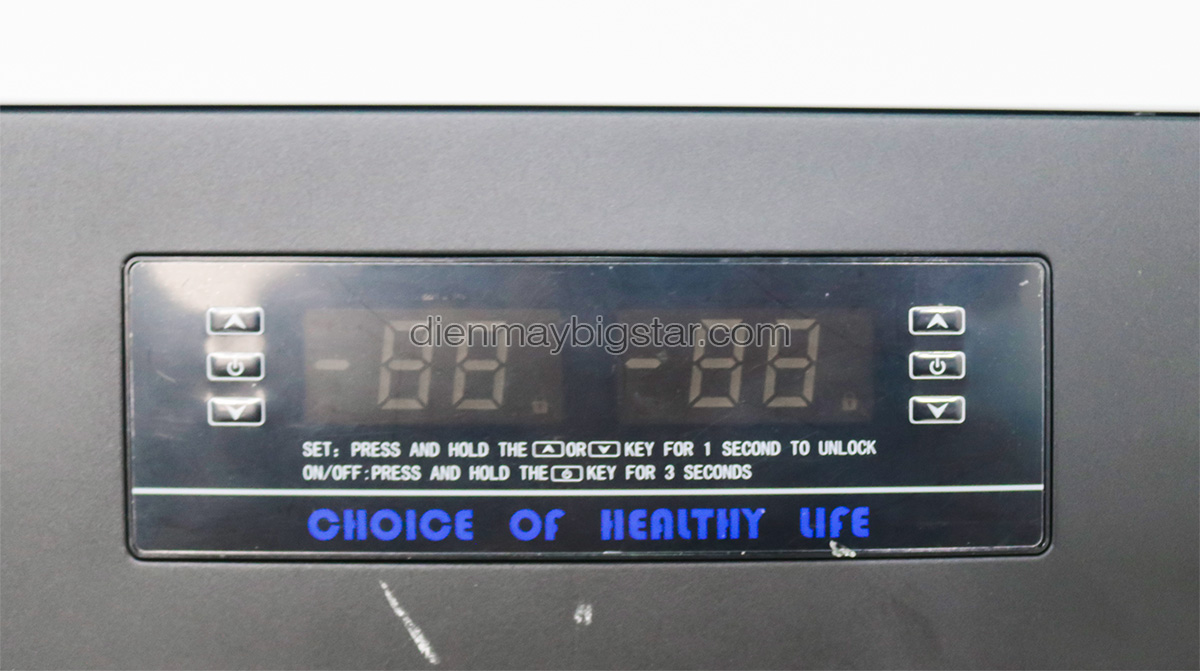 dienmaybigstar.com
-88 -88
SET: PRESS AND HOLD THE OR KEY FOR 1 SECOND TO UNLOCK
ON/OFF:PRESS AND HOLD THE KEY FOR 3 SECONDS
CHOICE OF HEALTHY LIFE